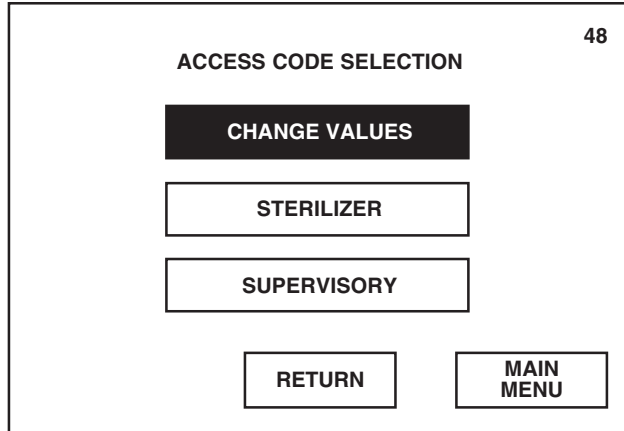 48
ACCESS CODE SELECTION
CHANGE VALUES
STERILIZER
SUPERVISORY
RETURN
MAIN
MENU